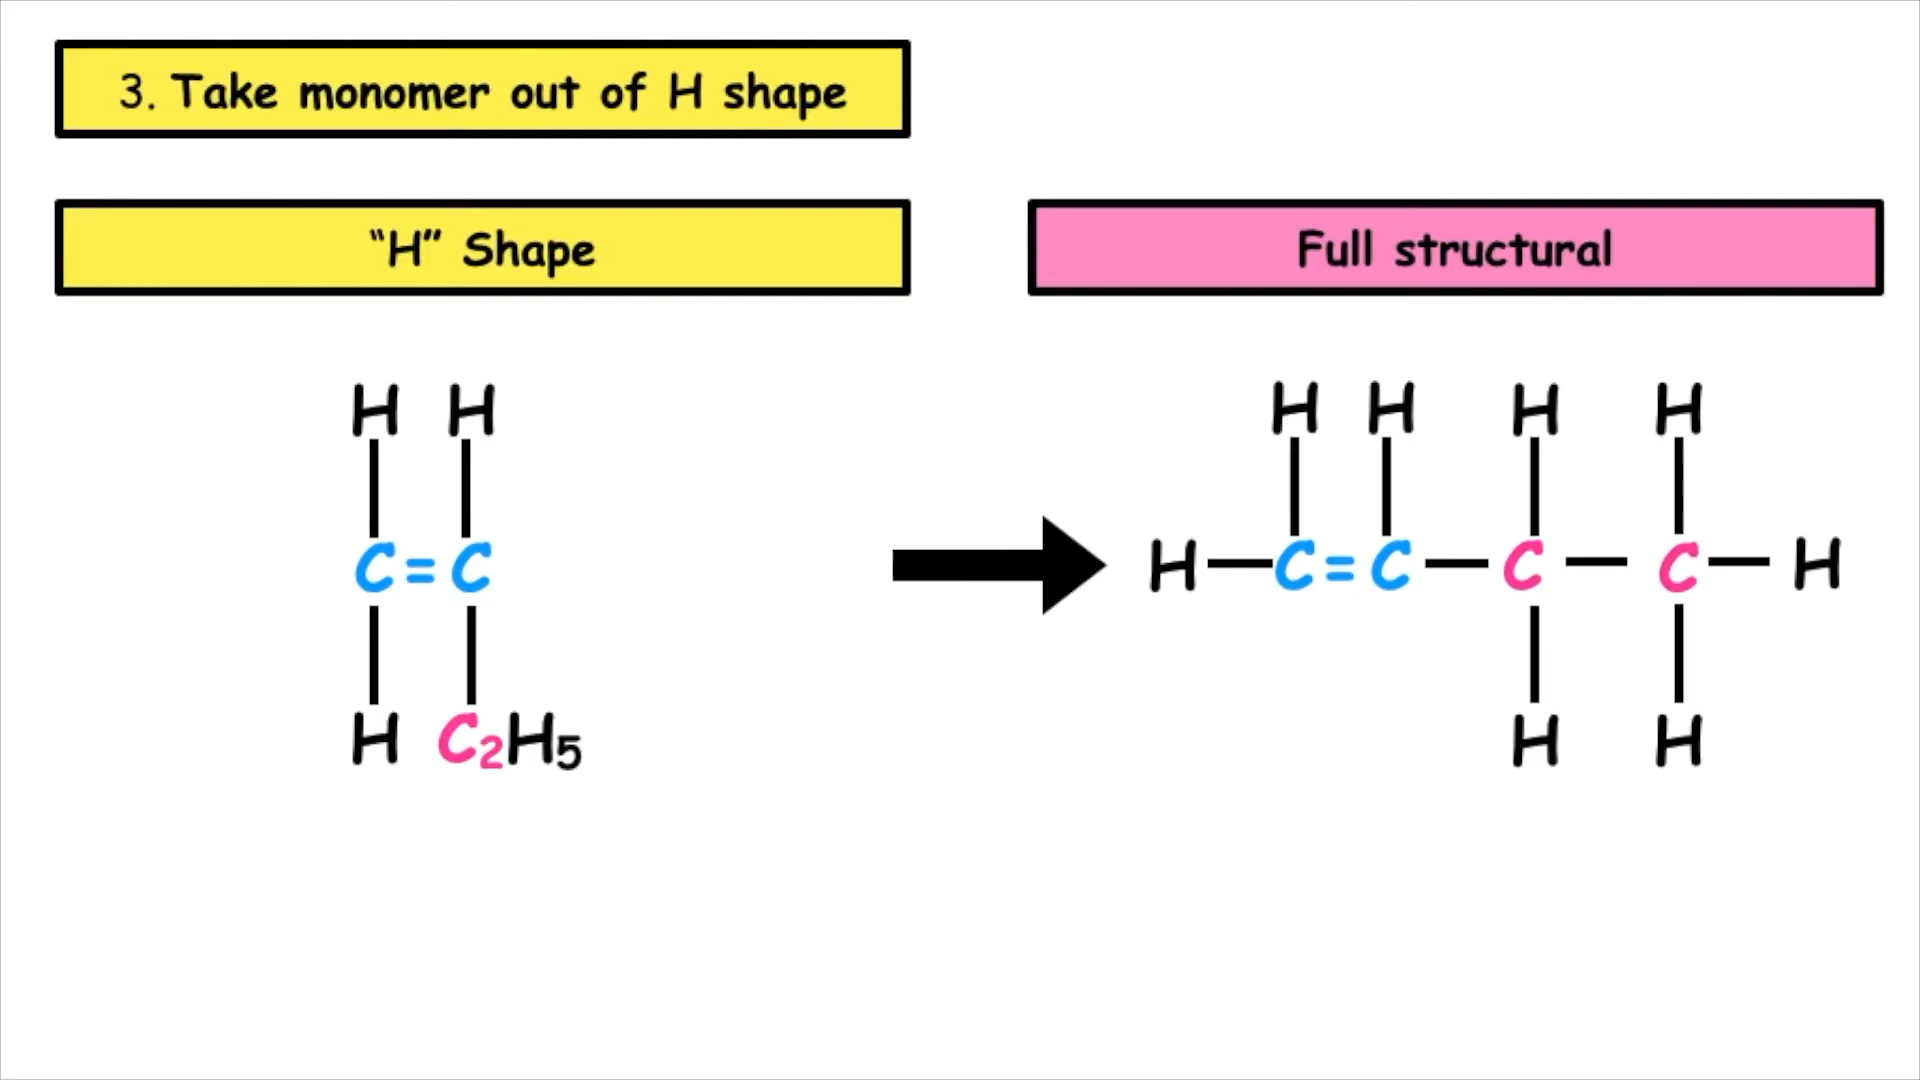 3. Take monomer out of H shape
“H” Shape
Full structural
H H
C=C
H C₂H₅
H H H H
H C=C C C H
H H